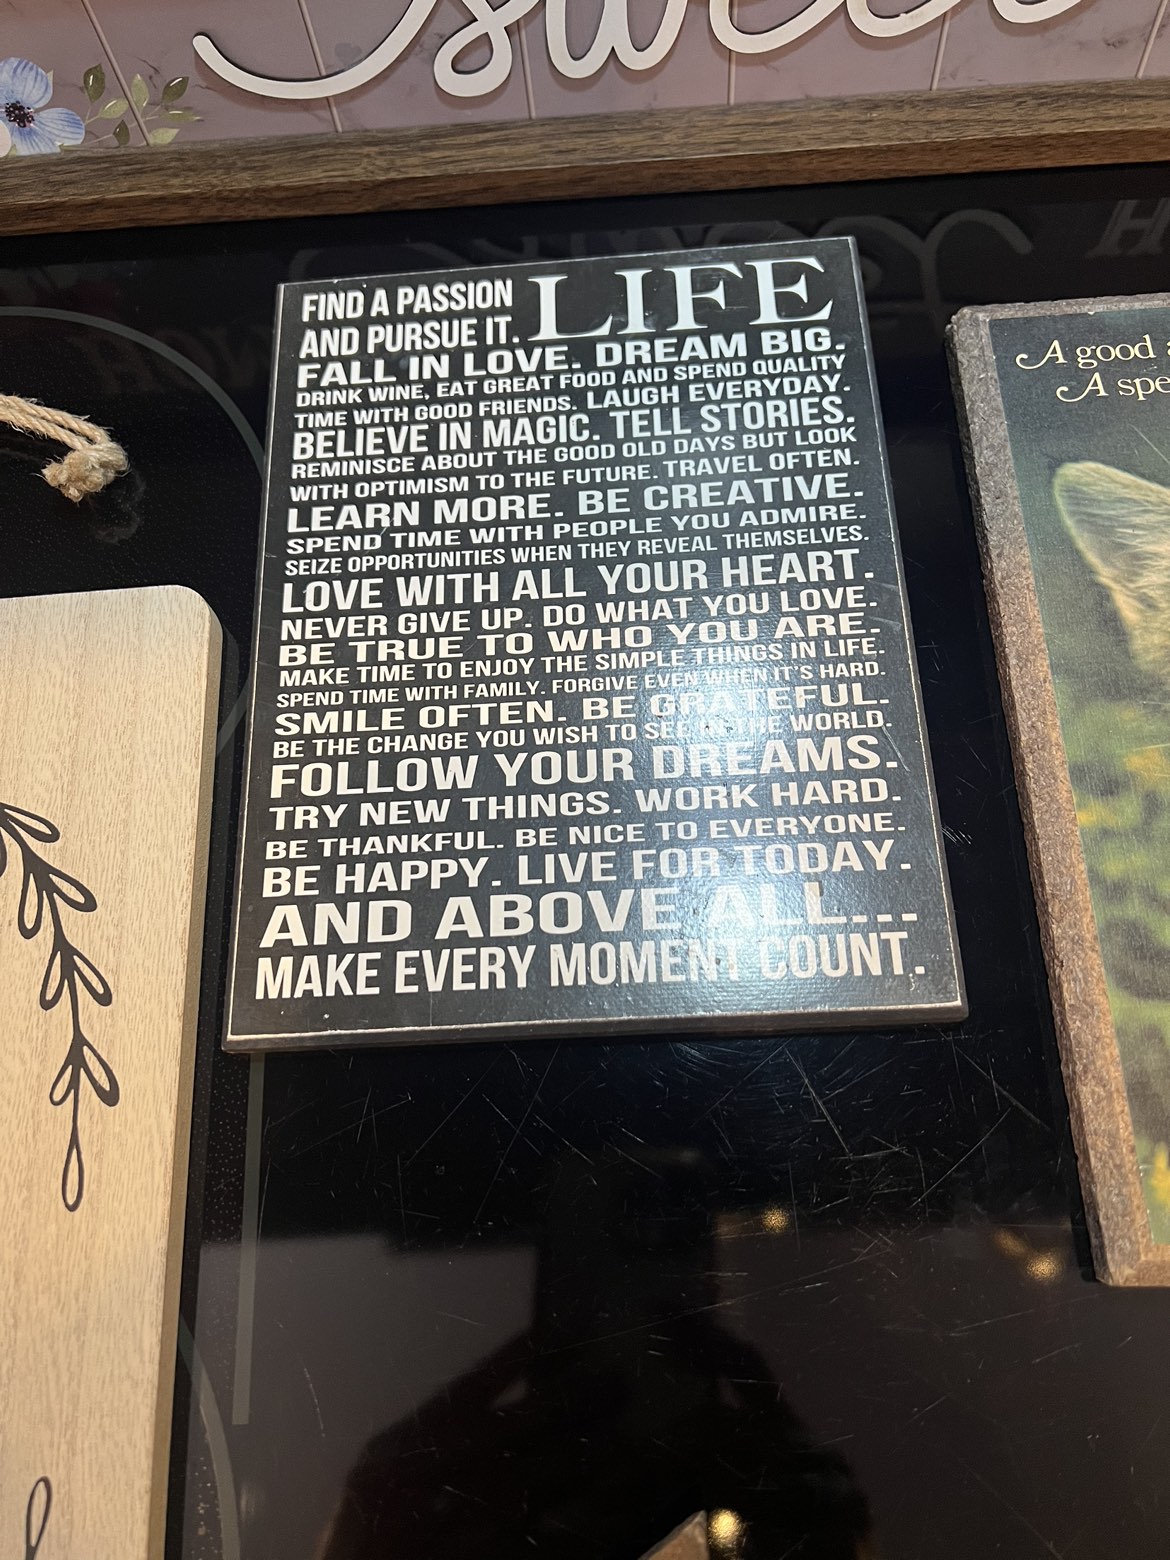 swee
FIND A PASSION
AND PURSUE IT.
LIFE
FALL IN LOVE. DREAM BIG.
DRINK WINE, EAT GREAT FOOD AND SPEND QUALITY
TIME WITH GOOD FRIENDS. LAUGH EVERYDAY.
BELIEVE IN MAGIC. TELL STORIES.
REMINISCE ABOUT THE GOOD OLD DAYS BUT LOOK
WITH OPTIMISM TO THE FUTURE. TRAVEL OFTEN.
LEARN MORE. BE CREATIVE.
SPEND TIME WITH PEOPLE YOU ADMIRE.
SEIZE OPPORTUNITIES WHEN THEY REVEAL THEMSELVES.
LOVE WITH ALL YOUR HEART.
NEVER GIVE UP. DO WHAT YOU LOVE.
BE TRUE TO WHO YOU ARE.
MAKE TIME TO ENJOY THE SIMPLE THINGS IN LIFE.
SPEND TIME WITH FAMILY. FORGIVE EVEN WHEN IT'S HARD.
SMILE OFTEN. BE GRATEFUL.
BE THE CHANGE YOU WISH TO SEE IN THE WORLD.
FOLLOW YOUR DREAMS.
TRY NEW THINGS. WORK HARD.
BE THANKFUL. BE NICE TO EVERYONE.
BE HAPPY. LIVE FOR TODAY.
AND ABOVE ALL...
MAKE EVERY MOMENT COUNT.
A good
A spe